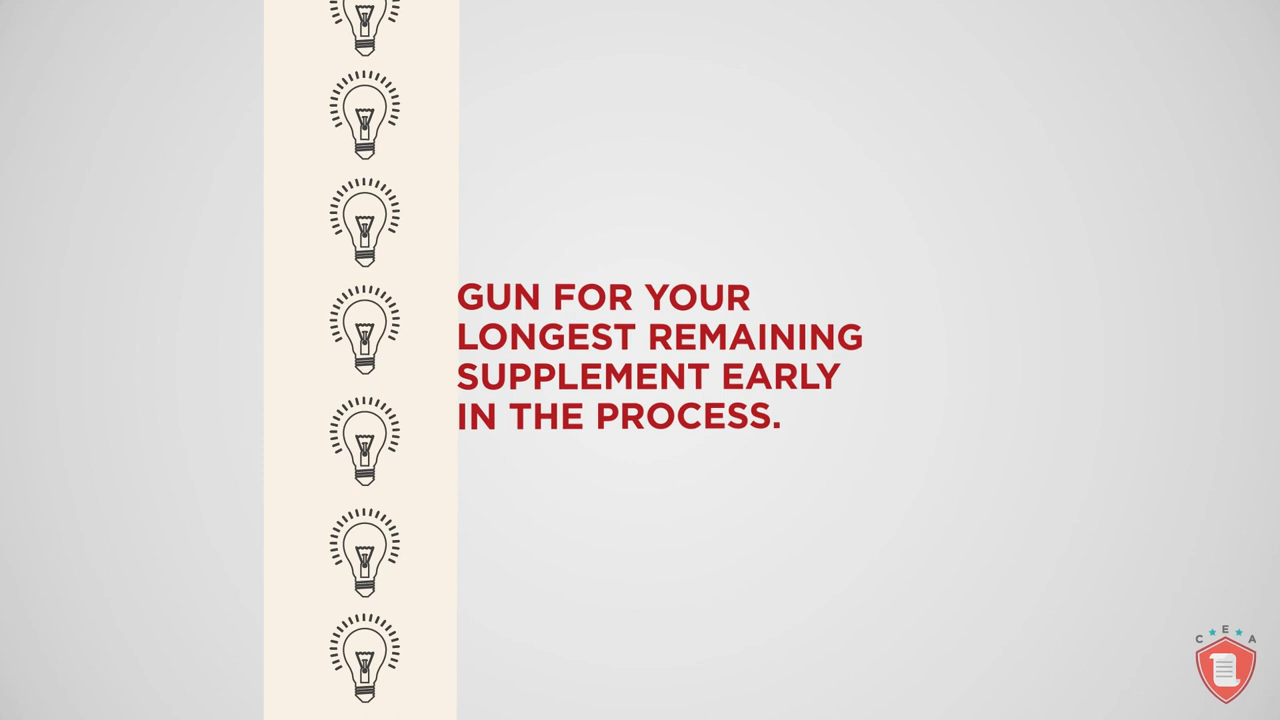 GUN FOR YOUR
LONGEST REMAINING
SUPPLEMENT EARLY
IN THE PROCESS.
C E A